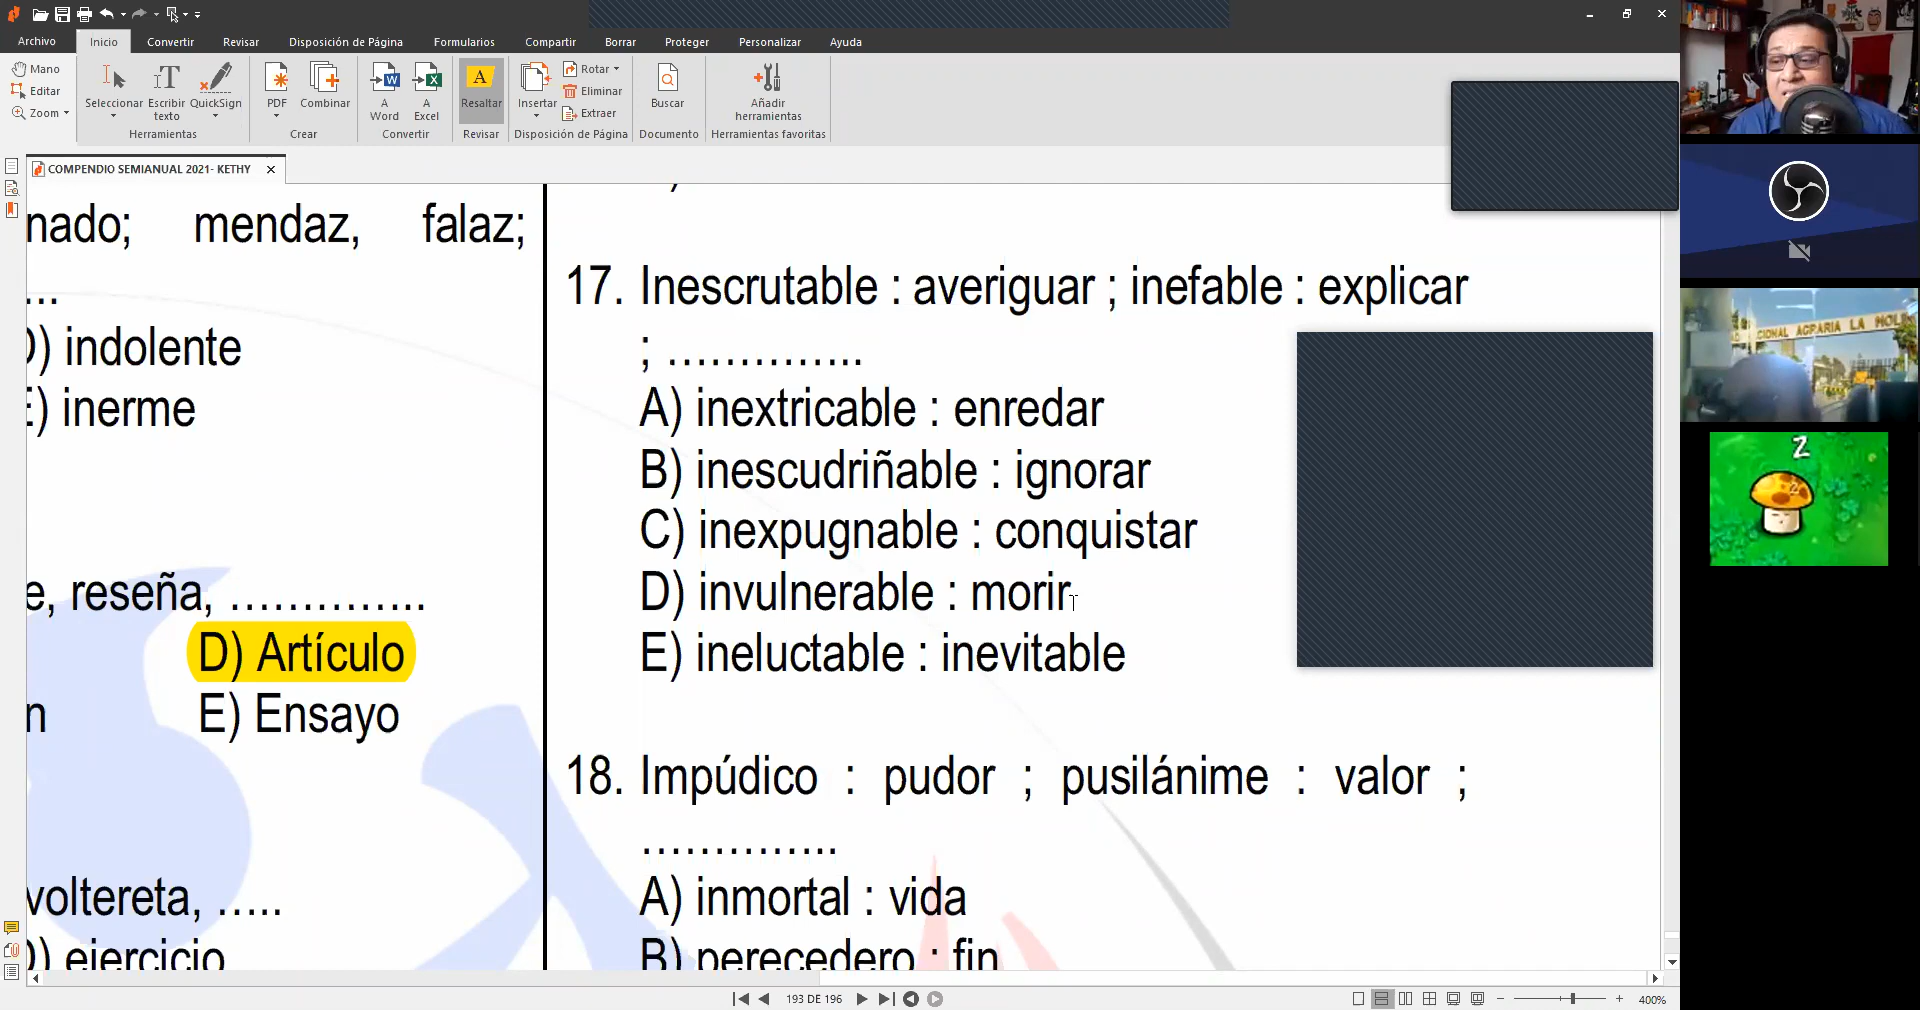 Archivo Inicio Convertir Revisar Disposición de Página Formularios Compartir Borrar Proteger Personalizar Ayuda
Mano
Editar
Zoom
Seleccionar
Escribir texto
QuickSign
Herramientas
PDF
Combinar
Crear
A Word
A Excel
Convertir
Resaltar
Revisar
Insertar
Rotar
Eliminar
Extraer
Disposición de Página
Buscar
Documento
Añadir herramientas
Herramientas favoritas
COMPENDIO SEMIANUAL 2021- KETHY
nado; mendaz, falaz;
...
D) indolente
E) inerme
e, reseña, …………..
D) Artículo
n E) Ensayo
voltereta, …..
D) ejercicio
17. Inescrutable : averiguar ; inefable : explicar
; …………..
A) inextricable : enredar
B) inescudriñable : ignorar
C) inexpugnable : conquistar
D) invulnerable : morir
E) ineluctable : inevitable
18. Impúdico : pudor ; pusilánime : valor ;
…………..
A) inmortal : vida
B) perecedero : fin
193 DE 196
400%
CIONAL AGRARIA LA MOLIN
Z